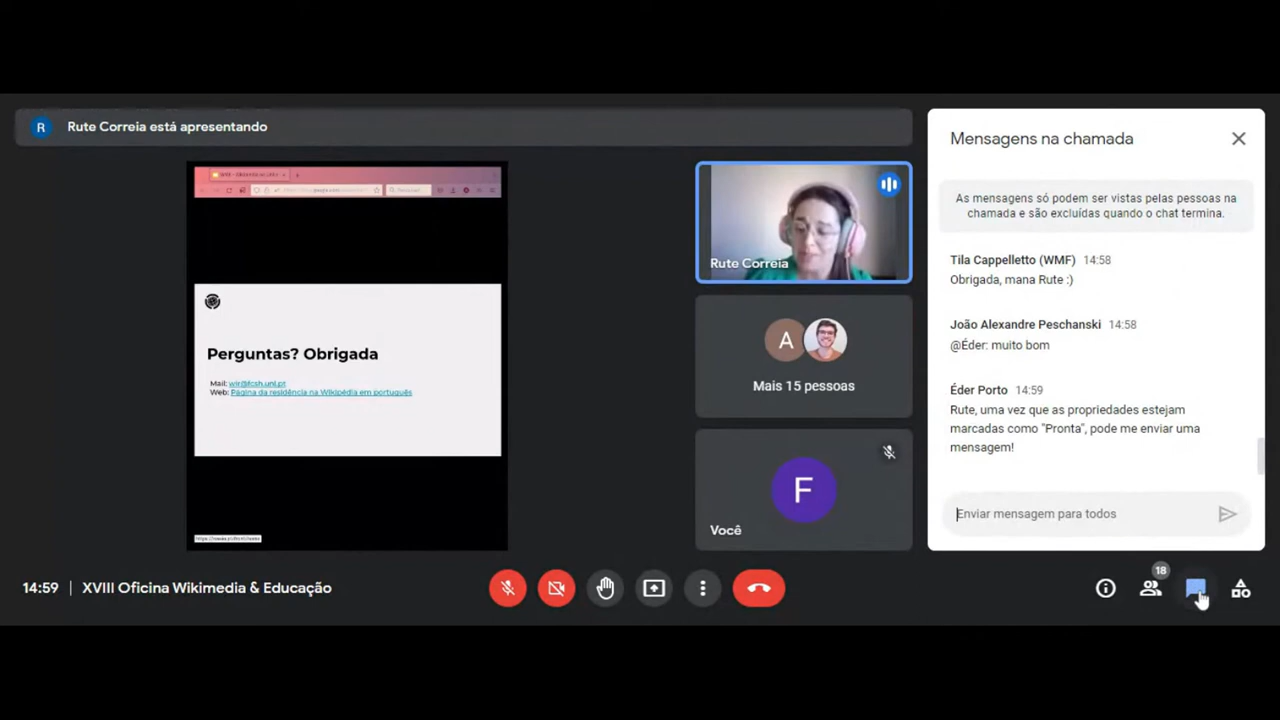 Rute Correia está apresentando
R
Perguntas? Obrigada
Mail: wir@fcsh.unl.pt
Web: Página da residência na Wikipédia em português
Rute Correia
A
Mais 15 pessoas
F
Você
Mensagens na chamada
As mensagens só podem ser vistas pelas pessoas na
chamada e são excluídas quando o chat termina.
Tila Cappelletto (WMF) 14:58
Obrigada, mana Rute :)
João Alexandre Peschanski 14:58
@Éder: muito bom
Éder Porto 14:59
Rute, uma vez que as propriedades estejam
marcadas como "Pronta", pode me enviar uma
mensagem!
Enviar mensagem para todos
14:59 | XVIII Oficina Wikimedia & Educação
18